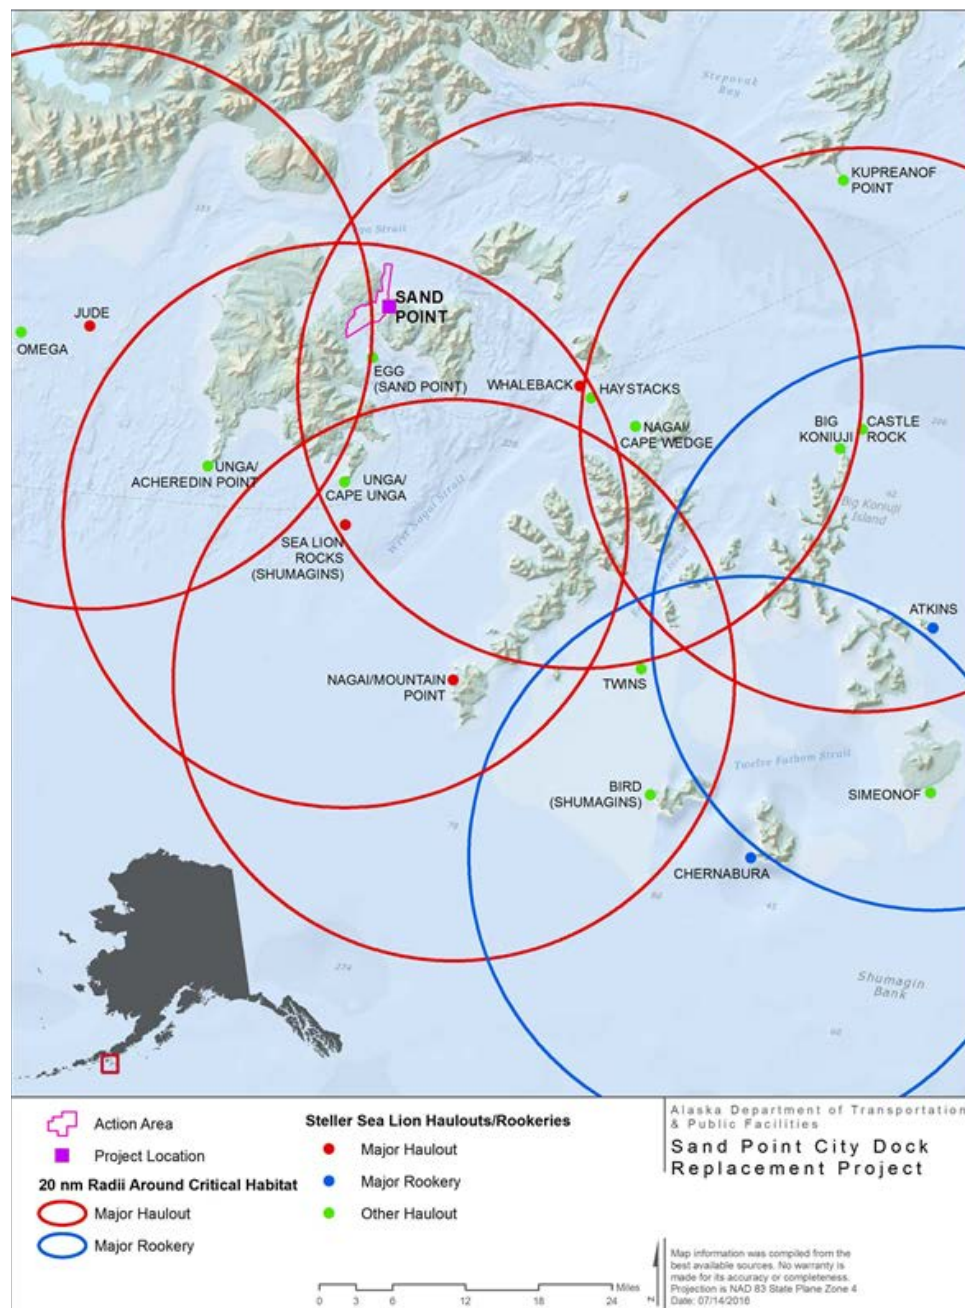 Stepovak
Bay
KUPREANOF
POINT
SAND
POINT
JUDE
OMEGA
EGG
(SAND POINT)
WHALEBACK
HAYSTACKS
NAGAI/
CAPE WEDGE
BIG
KONIUJI
CASTLE
ROCK
UNGA/
ACHEREDIN POINT
UNGA/
CAPE UNGA
West Nagai Strait
Big Koniuji
Island
SEA LION
ROCKS
(SHUMAGINS)
ATKINS
NAGAI/MOUNTAIN
POINT
TWINS
Twelve Fathom Strait
BIRD
(SHUMAGINS)
SIMEONOF
CHERNABURA
274
Shumagin
Bank
Action Area
Project Location
20 nm Radii Around Critical Habitat
Major Haulout
Major Rookery
Steller Sea Lion Haulouts/Rookeries
Major Haulout
Major Rookery
Other Haulout
Miles
0 3 6 12 18 24
N
Alaska Department of Transportation
& Public Facilities
Sand Point City Dock
Replacement Project
Map information was compiled from the
best available sources. No warranty is
made for its accuracy or completeness.
Projection is NAD 83 State Plane Zone 4
Date: 07/14/2016